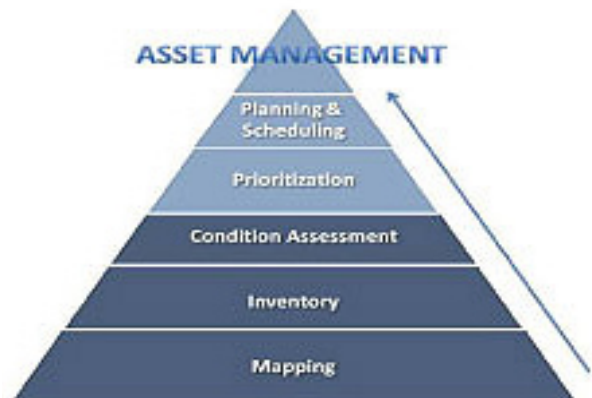 ASSET MANAGEMENT
Planning &
Scheduling
Prioritization
Condition Assessment
Inventory
Mapping